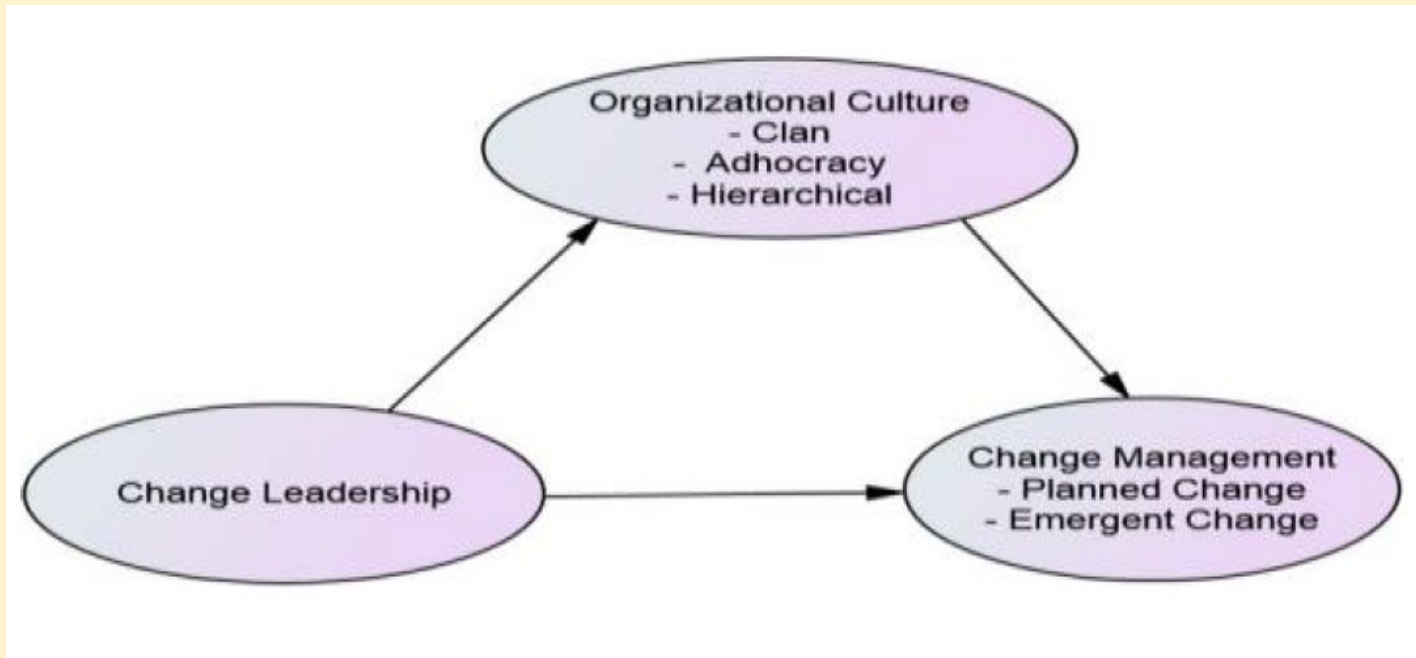 Organizational Culture
- Clan
- Adhocracy
- Hierarchical
Change Leadership
Change Management
- Planned Change
- Emergent Change